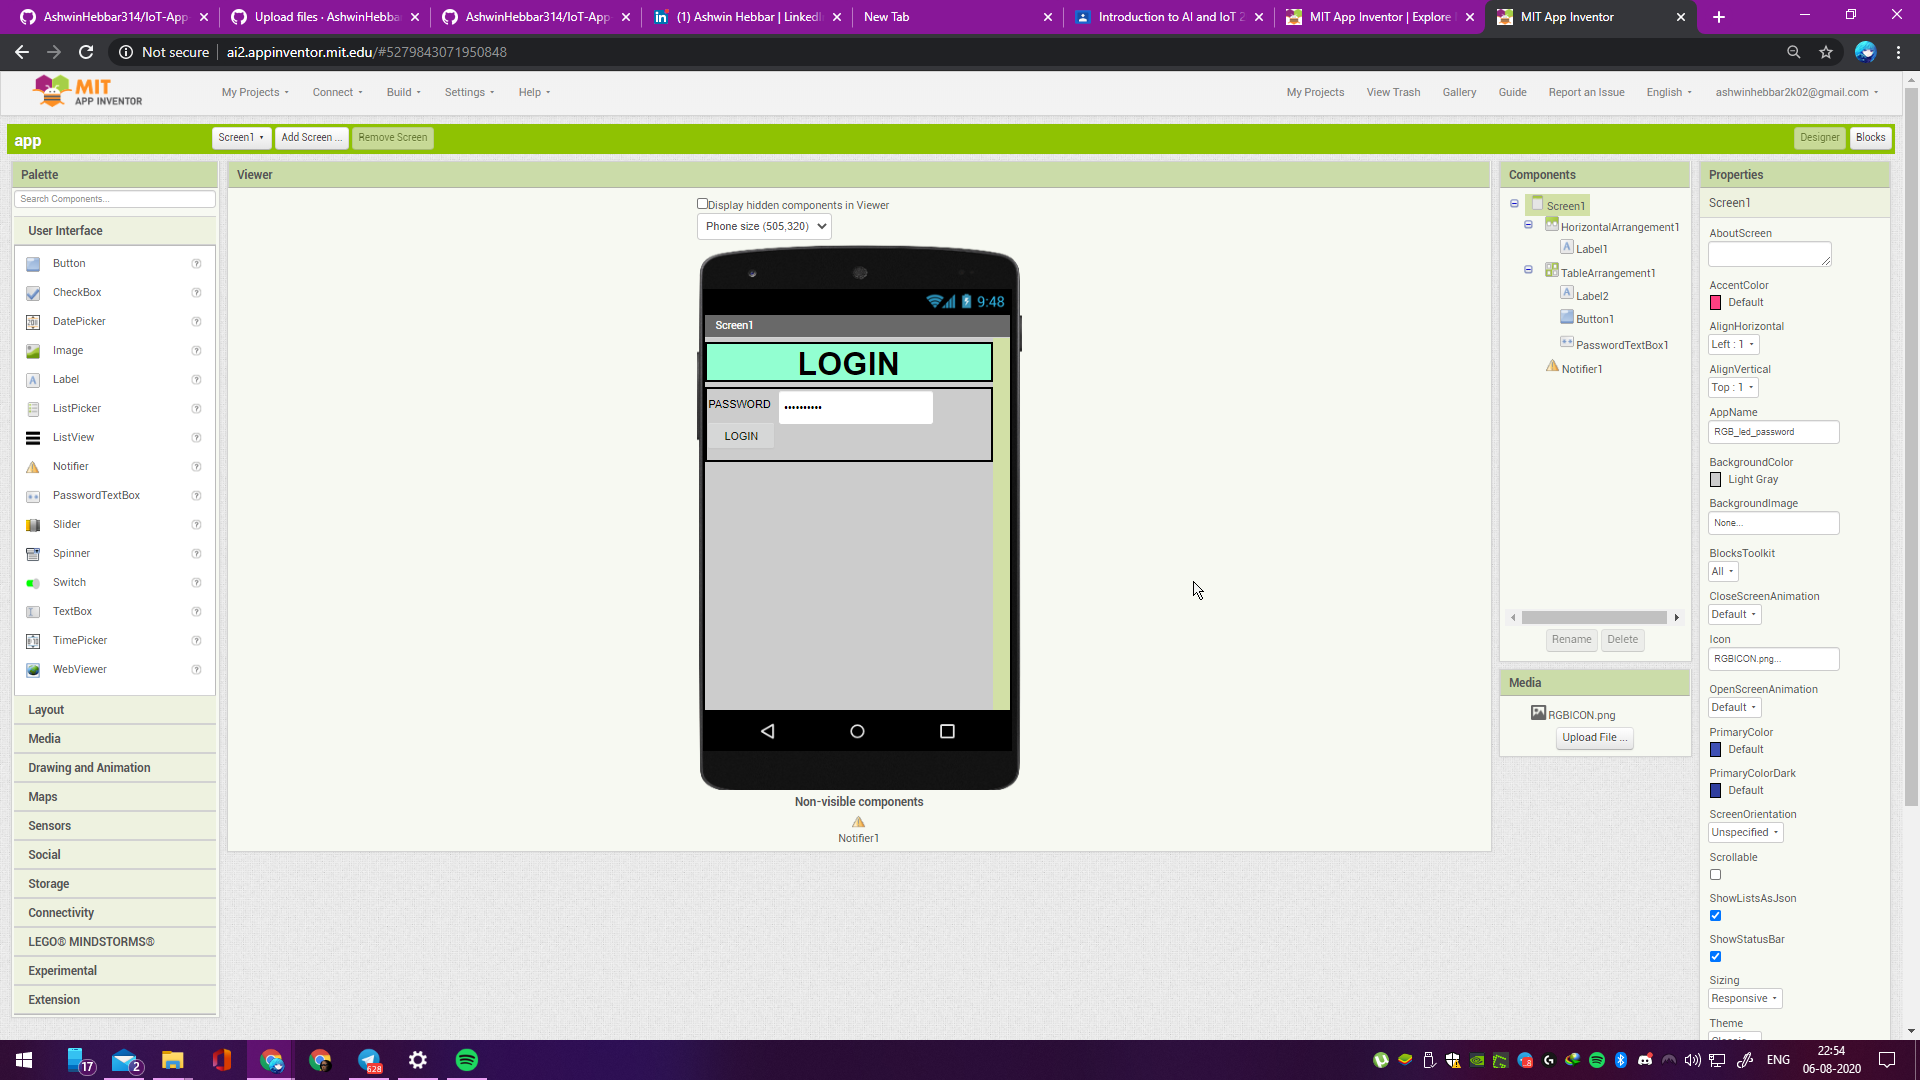 AshwinHebbar314/IoT-App
Upload files · AshwinHebba
AshwinHebbar314/IoT-App
(1) Ashwin Hebbar | LinkedI
New Tab
Introduction to AI and IoT 2
MIT App Inventor | Explore
MIT App Inventor
Not secure
ai2.appinventor.mit.edu/#5279843071950848
MIT
APP INVENTOR
My Projects
Connect
Build
Settings
Help
My Projects
View Trash
Gallery
Guide
Report an Issue
English
ashwinhebbar2k02@gmail.com
app
Screen1
Add Screen ...
Remove Screen
Designer
Blocks
Palette
Search Components...
User Interface
Button
CheckBox
DatePicker
Image
Label
ListPicker
ListView
Notifier
PasswordTextBox
Slider
Spinner
Switch
TextBox
TimePicker
WebViewer
Layout
Media
Drawing and Animation
Maps
Sensors
Social
Storage
Connectivity
LEGO® MINDSTORMS®
Experimental
Extension
Viewer
Display hidden components in Viewer
Phone size (505,320)
9:48
Screen1
LOGIN
PASSWORD ••••••••••
LOGIN
Non-visible components
Notifier1
Components
Screen1
HorizontalArrangement1
Label1
TableArrangement1
Label2
Button1
PasswordTextBox1
Notifier1
Rename
Delete
Media
RGBICON.png
Upload File ...
Properties
Screen1
AboutScreen
AccentColor
Default
AlignHorizontal
Left : 1
AlignVertical
Top : 1
AppName
RGB_led_password
BackgroundColor
Light Gray
BackgroundImage
None...
BlocksToolkit
All
CloseScreenAnimation
Default
Icon
RGBICON.png...
OpenScreenAnimation
Default
PrimaryColor
Default
PrimaryColorDark
Default
ScreenOrientation
Unspecified
Scrollable
ShowListsAsJson
ShowStatusBar
Sizing
Responsive
Theme
17
2
628
ENG
22:54
06-08-2020